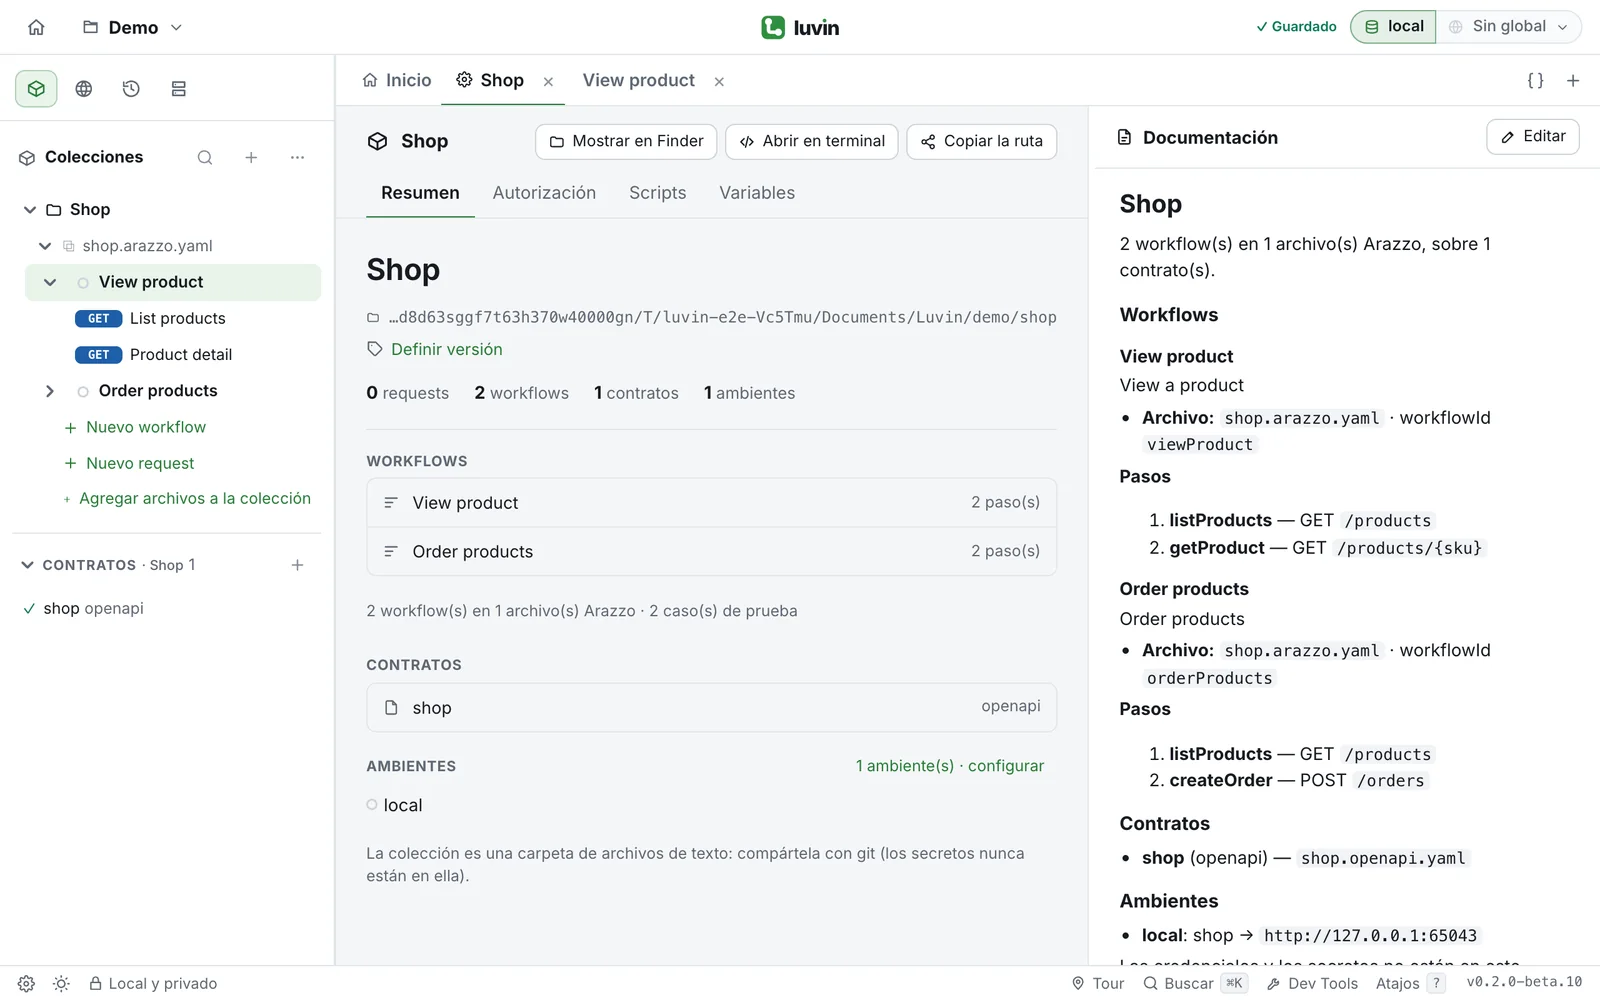 Demo
luvin
Guardado
local
Sin global
Inicio
Shop
View product
{}
Colecciones
Shop
shop.arazzo.yaml
View product
GET List products
GET Product detail
Order products
+ Nuevo workflow
+ Nuevo request
+ Agregar archivos a la colección
CONTRATOS · Shop 1
shop openapi
Shop
Mostrar en Finder
Abrir en terminal
Copiar la ruta
Resumen
Autorización
Scripts
Variables
Shop
…d8d63sggf7t63h370w40000gn/T/luvin-e2e-Vc5Tmu/Documents/Luvin/demo/shop
Definir versión
0 requests 2 workflows 1 contratos 1 ambientes
WORKFLOWS
View product 2 paso(s)
Order products 2 paso(s)
2 workflow(s) en 1 archivo(s) Arazzo · 2 caso(s) de prueba
CONTRATOS
shop openapi
AMBIENTES 1 ambiente(s) · configurar
local
La colección es una carpeta de archivos de texto: compártela con git (los secretos nunca
están en ella).
Documentación
Editar
Shop
2 workflow(s) en 1 archivo(s) Arazzo, sobre 1
contrato(s).
Workflows
View product
View a product
• Archivo: shop.arazzo.yaml · workflowId
viewProduct
Pasos
1. listProducts — GET /products
2. getProduct — GET /products/{sku}
Order products
Order products
• Archivo: shop.arazzo.yaml · workflowId
orderProducts
Pasos
1. listProducts — GET /products
2. createOrder — POST /orders
Contratos
• shop (openapi) — shop.openapi.yaml
Ambientes
• local: shop → http://127.0.0.1:65043
Las credenciales y los secretos no están en este
Local y privado
Tour
Buscar ⌘K
Dev Tools
Atajos ?
v0.2.0-beta.10